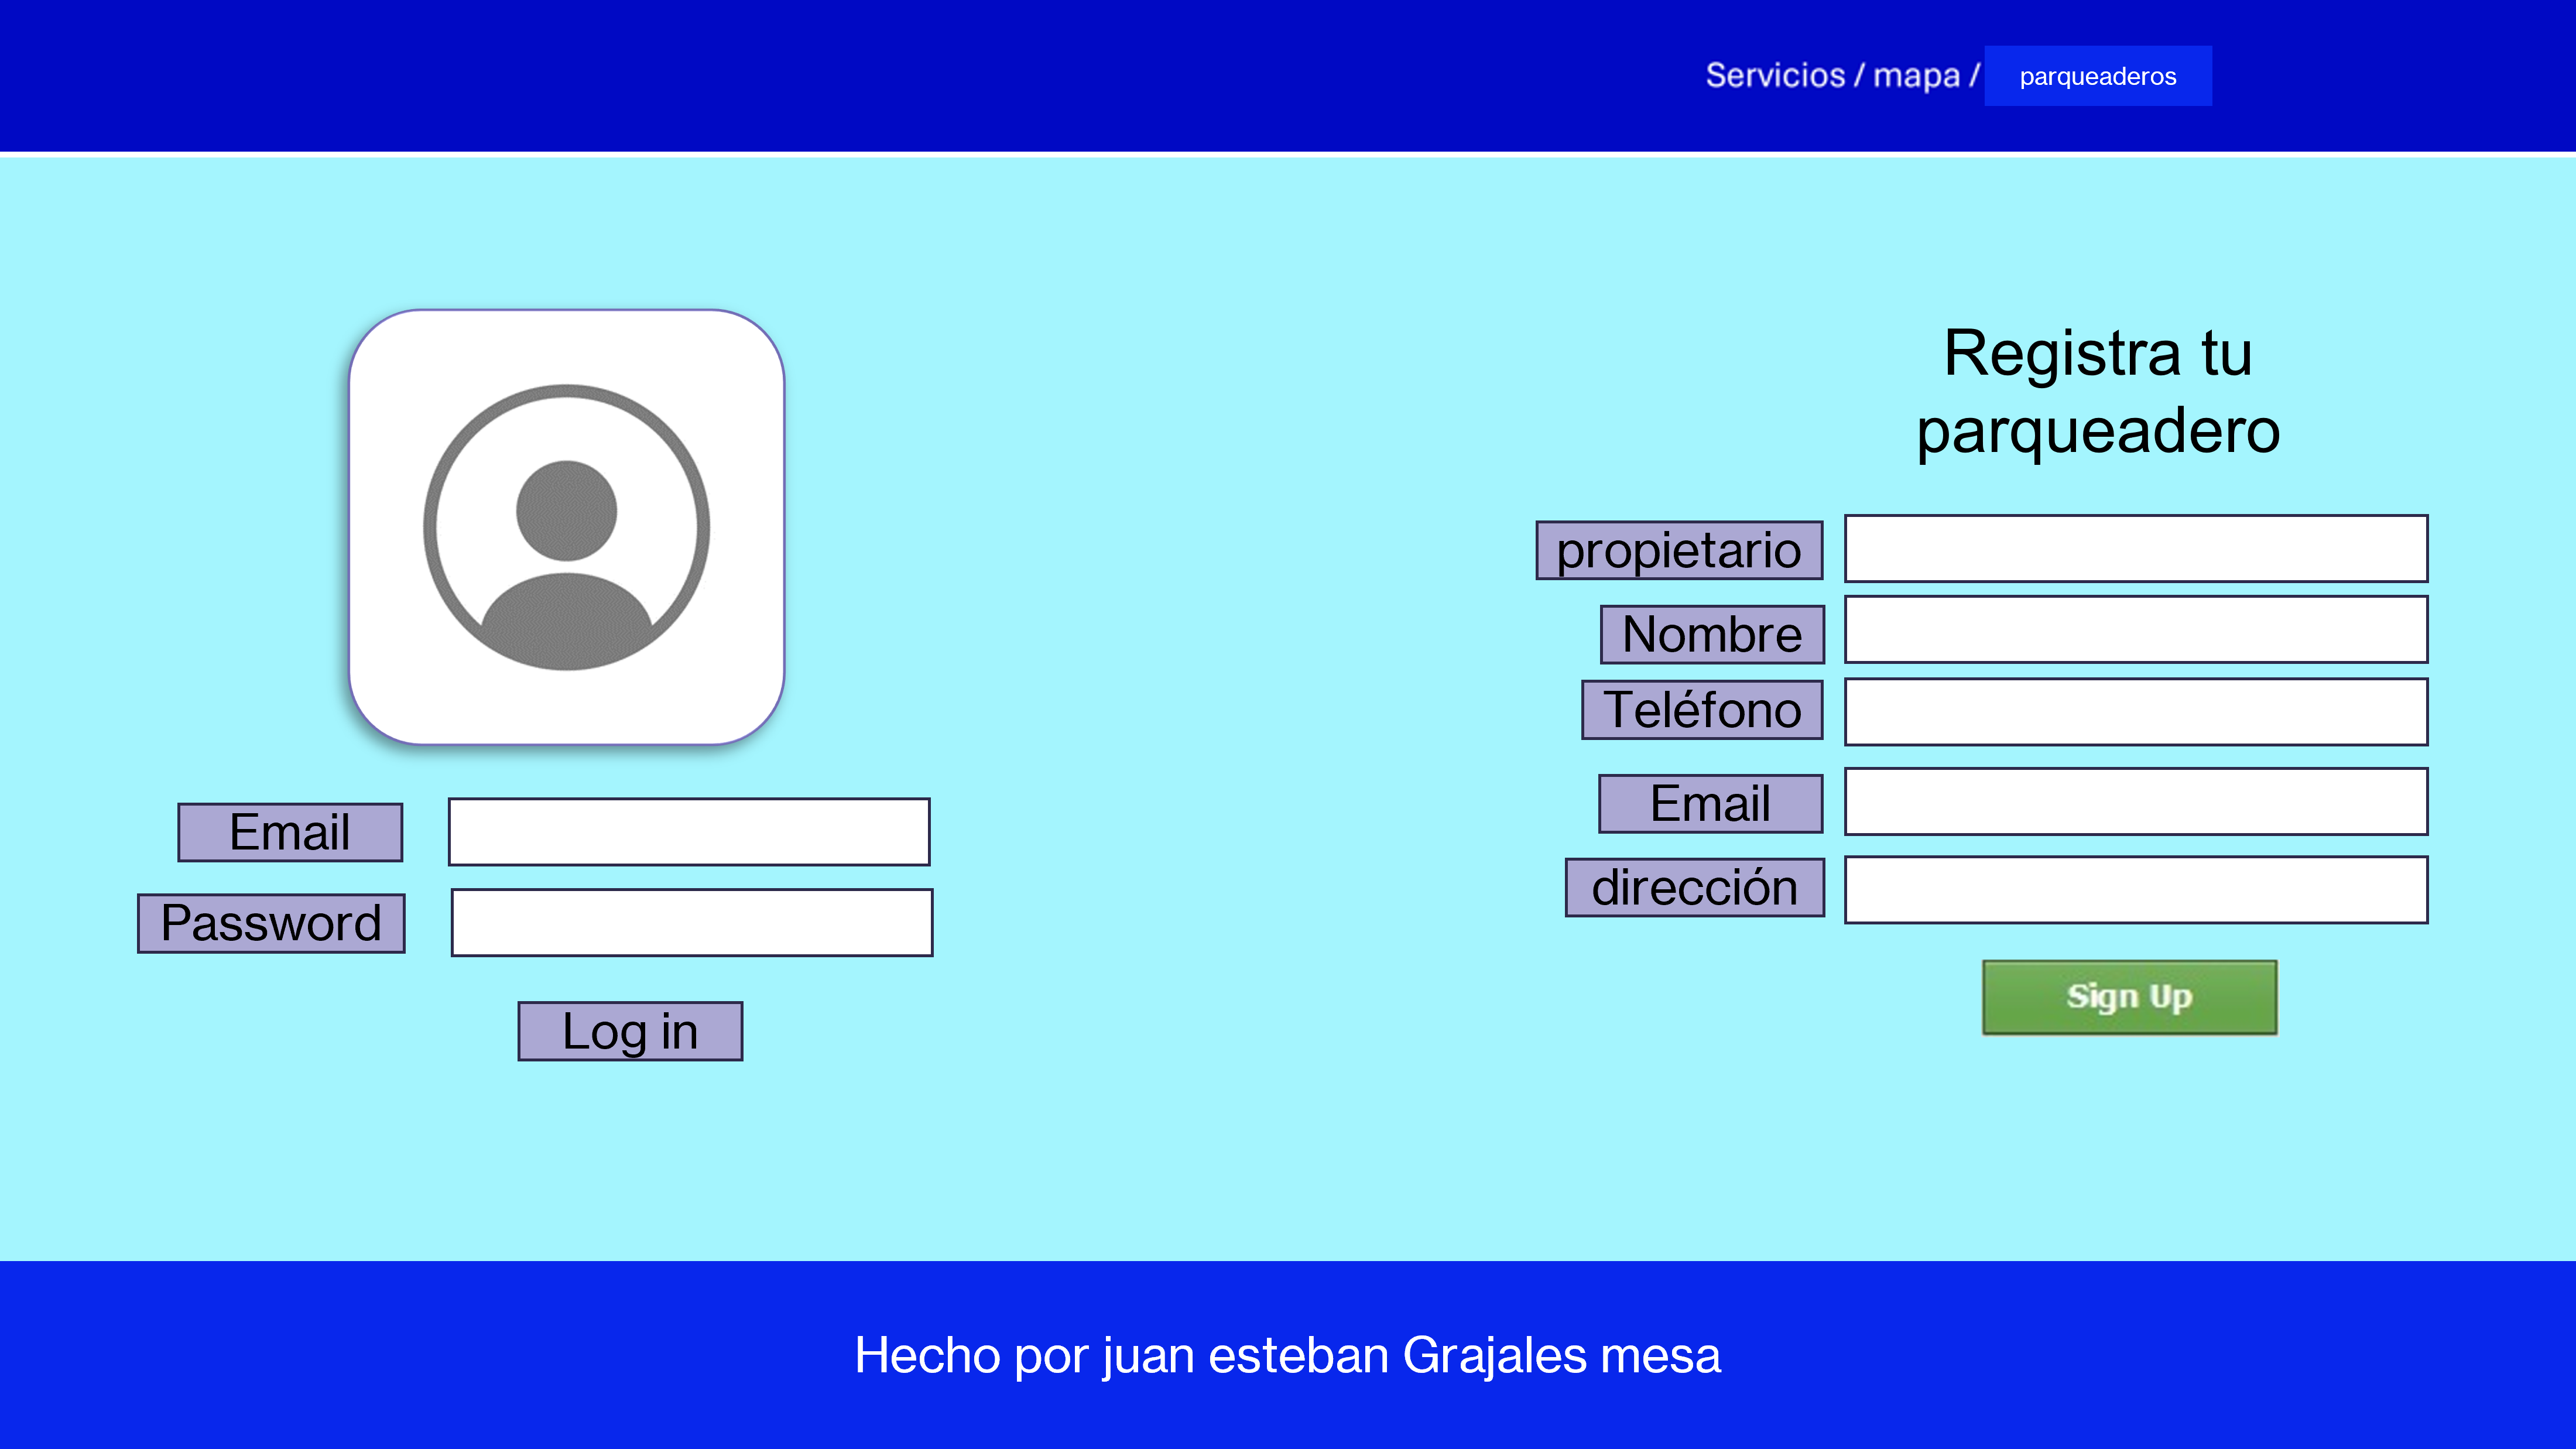 Servicios / mapa / parqueaderos
Email
Password
Log in
Registra tu
parqueadero
propietario
Nombre
Teléfono
Email
dirección
Sign Up
Hecho por juan esteban Grajales mesa